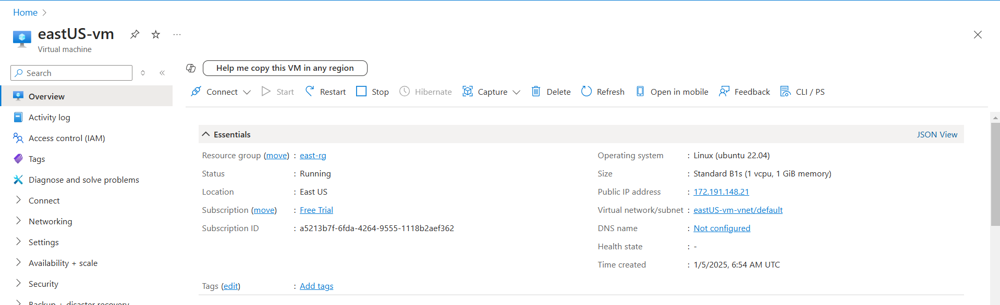 Home
eastUS-vm
Virtual machine
Search
Help me copy this VM in any region
Connect Start Restart Stop Hibernate Capture Delete Refresh Open in mobile Feedback CLI / PS
Overview
Activity log
Access control (IAM)
Tags
Diagnose and solve problems
Connect
Networking
Settings
Availability + scale
Security
Backup + disaster recovery
Essentials JSON View
Resource group (move) : east-rg
Status : Running
Location : East US
Subscription (move) : Free Trial
Subscription ID : a5213b7f-6fda-4264-9555-1118b2aef362
Operating system : Linux (ubuntu 22.04)
Size : Standard B1s (1 vcpu, 1 GiB memory)
Public IP address : 172.191.148.21
Virtual network/subnet : eastUS-vm-vnet/default
DNS name : Not configured
Health state : -
Time created : 1/5/2025, 6:54 AM UTC
Tags (edit) : Add tags